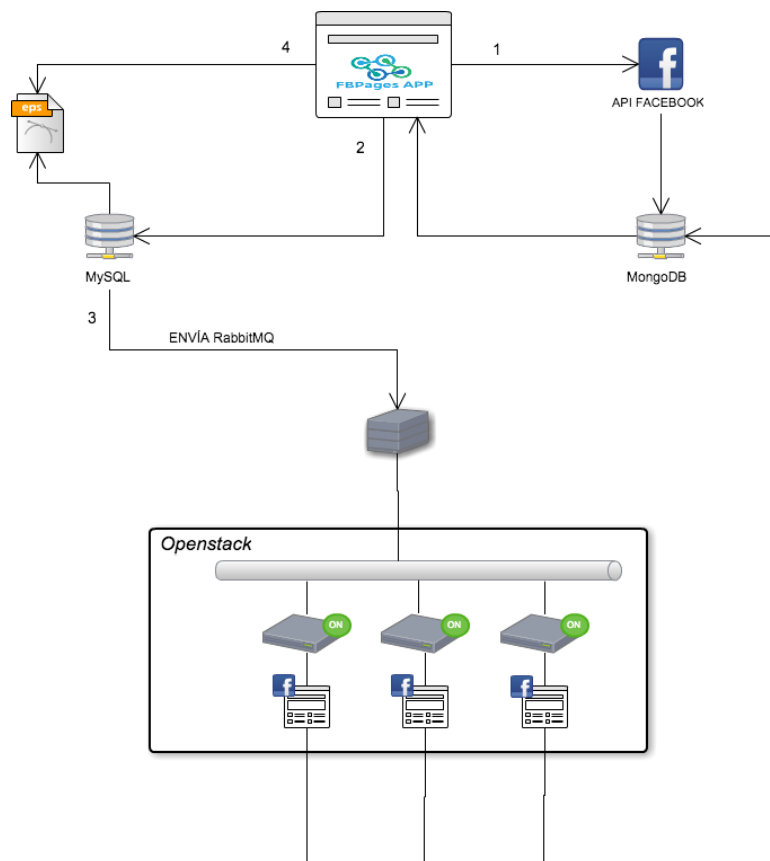 4
1
FBPages APP
eps
API FACEBOOK
2
MySQL
MongoDB
3
ENVÍA RabbitMQ
Openstack
ON
ON
ON